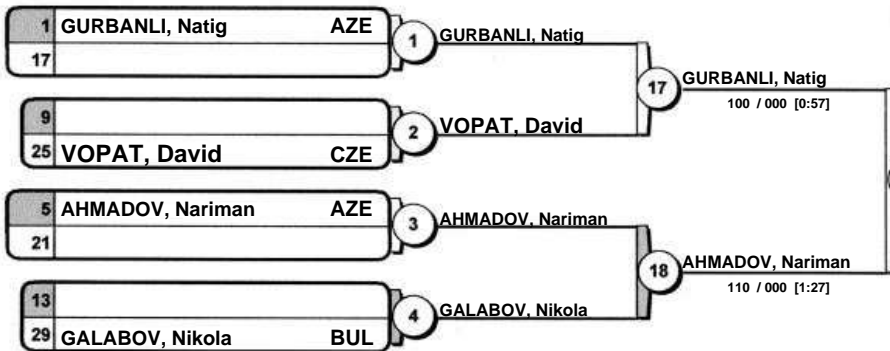 1 GURBANLI, Natig AZE
17
1
GURBANLI, Natig
9
25 VOPAT, David CZE
2
VOPAT, David
17
GURBANLI, Natig
100 / 000 [0:57]
5 AHMADOV, Nariman AZE
21
3
AHMADOV, Nariman
13
29 GALABOV, Nikola BUL
4
GALABOV, Nikola
18
AHMADOV, Nariman
110 / 000 [1:27]